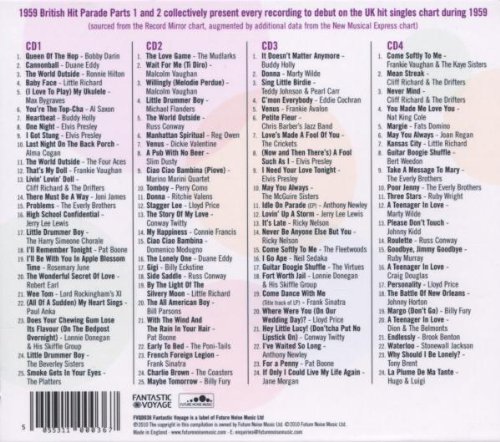 1959 British Hit Parade Parts 1 and 2 collectively present every recording to debut on the UK hit singles chart during 1959
(sourced from the Record Mirror chart, augmented by additional data from the New Musical Express chart)
CD1
1. Queen Of The Hop - Bobby Darin
2. Cannonball - Duane Eddy
3. The World Outside - Ronnie Hilton
4. Baby Face - Little Richard
5. (I Love To Play) My Ukulele -
Max Bygraves
6. You're The Top-Cha - Al Saxon
7. Heartbeat - Buddy Holly
8. One Night - Elvis Presley
9. I Got Stung - Elvis Presley
10. Last Night On The Back Porch -
Alma Cogan
11. The World Outside - The Four Aces
12. That's My Doll - Frankie Vaughan
13. Livin' Lovin' Doll -
Cliff Richard & The Drifters
14. There Must Be A Way - Joni James
15. Problems - The Everly Brothers
16. High School Confidential -
Jerry Lee Lewis
17. Little Drummer Boy -
The Harry Simeone Chorale
18. I'll Remember Tonight - Pat Boone
19. I'll Be With You In Apple Blossom
Time - Rosemary June
20. The Wonderful Secret Of Love -
Robert Earl
21. Wee Tom - Lord Rockingham's XI
22. (All Of A Sudden) My Heart Sings -
Paul Anka
23. Does Your Chewing Gum Lose
Its Flavour (On The Bedpost
Overnight) - Lonnie Donegan
& His Skiffle Group
24. Little Drummer Boy -
The Beverley Sisters
25. Smoke Gets In Your Eyes -
The Platters
CD2
1. The Love Game - The Mudlarks
2. Wait For Me (Ti Diro) -
Malcolm Vaughan
3. Willingly (Melodie Perdue) -
Malcolm Vaughan
4. Little Drummer Boy -
Michael Flanders
5. The World Outside -
Russ Conway
6. Manhattan Spiritual - Reg Owen
7. Venus - Dickie Valentine
8. A Pub With No Beer -
Slim Dusty
9. Ciao Ciao Bambina (Piove) -
Marino Marini Quartet
10. Tomboy - Perry Como
11. Donna - Ritchie Valens
12. Stagger Lee - Lloyd Price
13. The Story Of My Love -
Conway Twitty
14. My Happiness - Connie Francis
15. Ciao Ciao Bambina -
Domenico Modugno
16. The Lonely One - Duane Eddy
17. Gigi - Billy Eckstine
18. Side Saddle - Russ Conway
19. By The Light Of The
Silvery Moon - Little Richard
20. The All American Boy -
Bill Parsons
21. With The Wind And
The Rain In Your Hair -
Pat Boone
22. Early To Bed - The Poni-Tails
23. French Foreign Legion -
Frank Sinatra
24. Charlie Brown - The Coasters
25. Maybe Tomorrow - Billy Fury
CD3
1. It Doesn't Matter Anymore -
Buddy Holly
2. Donna - Marty Wilde
3. Sing Little Birdie -
Teddy Johnson & Pearl Carr
4. C'mon Everybody - Eddie Cochran
5. Venus - Frankie Avalon
6. Petite Fleur -
Chris Barber's Jazz Band
7. Love's Made A Fool Of You -
The Crickets
8. (Now and Then There's) A Fool
Such As I - Elvis Presley
9. I Need Your Love Tonight -
Elvis Presley
10. May You Always -
The McGuire Sisters
11. Idle On Parade (EP) - Anthony Newley
12. Lovin' Up A Storm - Jerry Lee Lewis
13. It's Late - Ricky Nelson
14. Never Be Anyone Else But You -
Ricky Nelson
15. Come Softly To Me - The Fleetwoods
16. I Go Ape - Neil Sedaka
17. Guitar Boogie Shuffle - The Virtues
18. Fort Worth Jail - Lonnie Donegan
& His Skiffle Group
19. Come Dance With Me
(title track of LP) - Frank Sinatra
20. Where Were You (On Our
Wedding Day)? - Lloyd Price
21. Hey Little Lucy! (Don'tcha Put No
Lipstick On) - Conway Twitty
22. I've Waited So Long -
Anthony Newley
23. For a Penny - Pat Boone
24. If Only I Could Live My Life Again -
Jane Morgan
CD4
1. Come Softly To Me -
Frankie Vaughan & The Kaye Sisters
2. Mean Streak -
Cliff Richard & The Drifters
3. Never Mind -
Cliff Richard & The Drifters
4. You Made Me Love You -
Nat King Cole
5. Margie - Fats Domino
6. May You Always - Joan Regan
7. Kansas City - Little Richard
8. Guitar Boogie Shuffle -
Bert Weedon
9. Take A Message To Mary -
The Everly Brothers
10. Poor Jenny - The Everly Brothers
11. Three Stars - Ruby Wright
12. A Teenager In Love -
Marty Wilde
13. Please Don't Touch -
Johnny Kidd
14. Roulette - Russ Conway
15. Goodbye, Jimmy Goodbye -
Ruby Murray
16. A Teenager In Love -
Craig Douglas
17. Personality - Lloyd Price
18. The Battle Of New Orleans -
Johnny Horton
19. Margo (Don't Go) - Billy Fury
20. A Teenager In Love -
Dion & The Belmonts
21. Endlessly - Brook Benton
22. Waterloo - Stonewall Jackson
23. Why Should I Be Lonely? -
Tony Brent
24. La Plume De Ma Tante -
Hugo & Luigi
FANTASTIC
VOYAGE
FUTURE NOISE MUSIC
FVDD036 Fantastic Voyage is a label of Future Noise Music Ltd
℗2010 The copyright in this compilation is owned by Future Noise Music Ltd. ©2010 Future Noise Music Ltd
Made in England. - E. enquiries@futurenoisemusic.com - www.futurenoisemusic.com
5 055311 000367